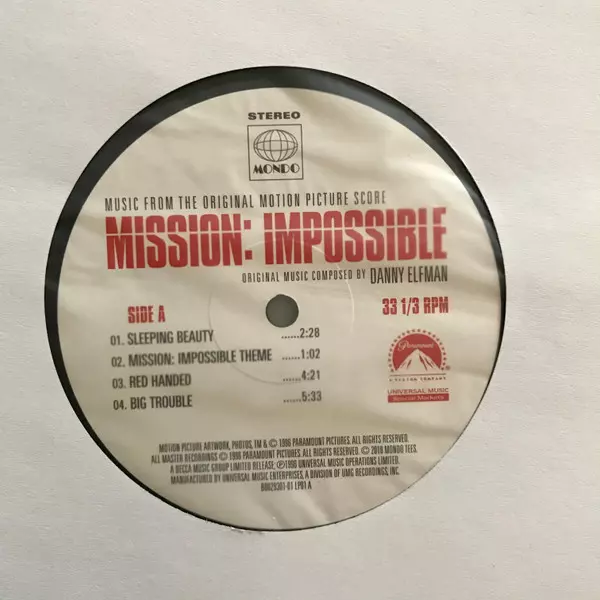 STEREO
MONDO
MUSIC FROM THE ORIGINAL MOTION PICTURE SCORE
MISSION: IMPOSSIBLE
ORIGINAL MUSIC COMPOSED BY DANNY ELFMAN
SIDE A
33 1/3 RPM
01. SLEEPING BEAUTY ......2:28
02. MISSION: IMPOSSIBLE THEME ......1:02
03. RED HANDED ......4:21
04. BIG TROUBLE ......5:33
Paramount
A VIACOM COMPANY
UNIVERSAL MUSIC
Special Markets
MOTION PICTURE ARTWORK, PHOTOS, TM & © 1996 PARAMOUNT PICTURES. ALL RIGHTS RESERVED.
ALL MASTER RECORDINGS © 1996 PARAMOUNT PICTURES. ALL RIGHTS RESERVED. © 2018 MONDO TEES.
A DECCA MUSIC GROUP LIMITED RELEASE; ℗1996 UNIVERSAL MUSIC OPERATIONS LIMITED.
MANUFACTURED BY UNIVERSAL MUSIC ENTERPRISES, A DIVISION OF UMG RECORDINGS, INC.